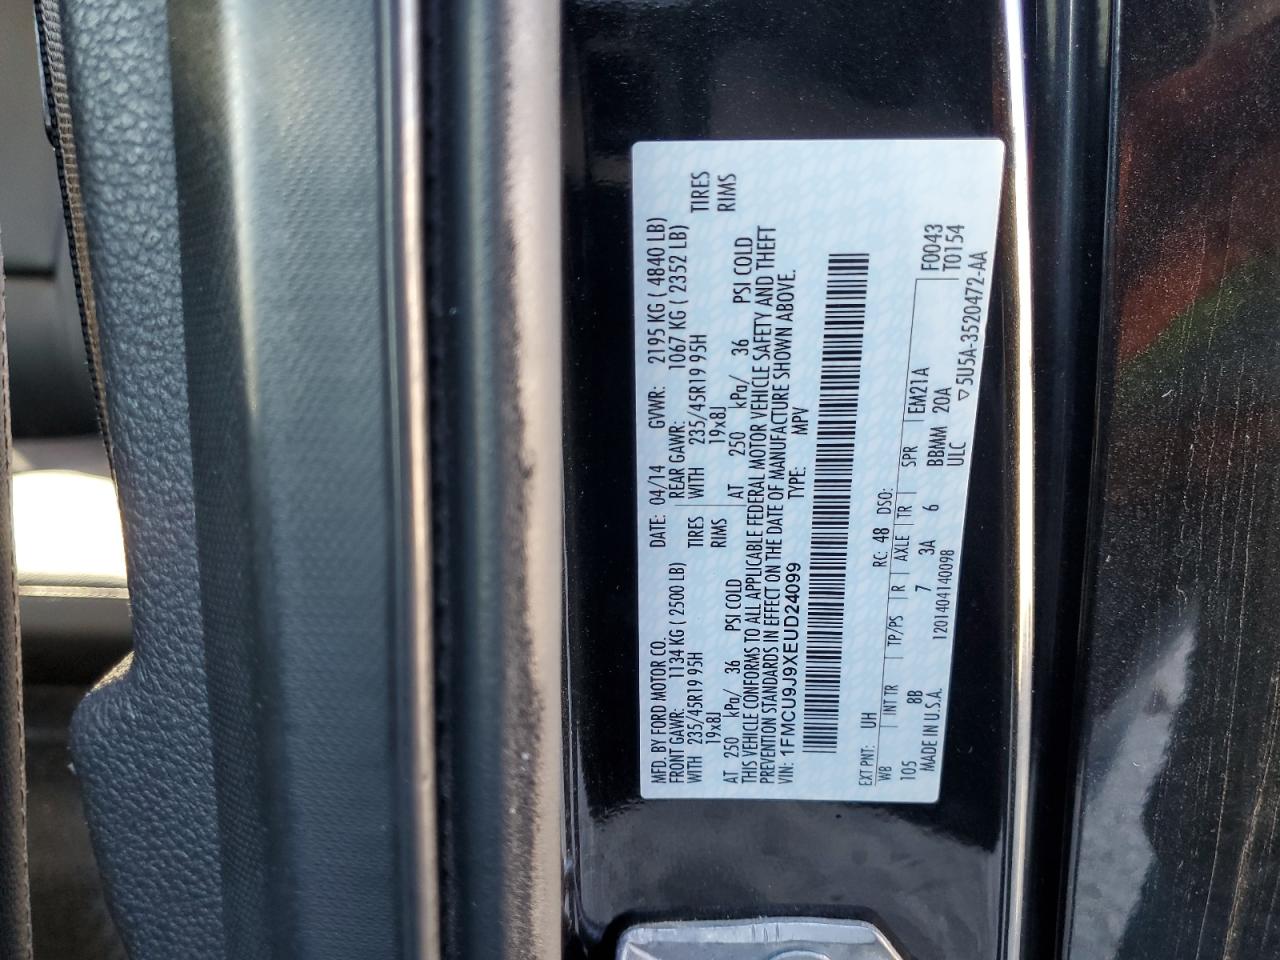 MFD. BY FORD MOTOR CO. DATE: 04/14 GVWR: 2195 KG ( 4840 LB)
FRONT GAWR: 1134 KG ( 2500 LB) REAR GAWR: 1067 KG ( 2352 LB)
WITH 235/45R19 95H TIRES WITH 235/45R19 95H TIRES
19x8J RIMS 19x8J RIMS
AT 250 kPa/ 36 PSI COLD AT 250 kPa/ 36 PSI COLD
THIS VEHICLE CONFORMS TO ALL APPLICABLE FEDERAL MOTOR VEHICLE SAFETY AND THEFT
PREVENTION STANDARDS IN EFFECT ON THE DATE OF MANUFACTURE SHOWN ABOVE.
VIN: 1FMCU9J9XEUD24099 TYPE: MPV
EXT PNT: UH RC: 48 DSO:
WB INT TR TP/PS R AXLE TR SPR EM21A F0043
105 8B 7 3A 6 BBMM 20A T0154
MADE IN U.S.A. 1201404140098 ULC ▽5U5A-3520472-AA